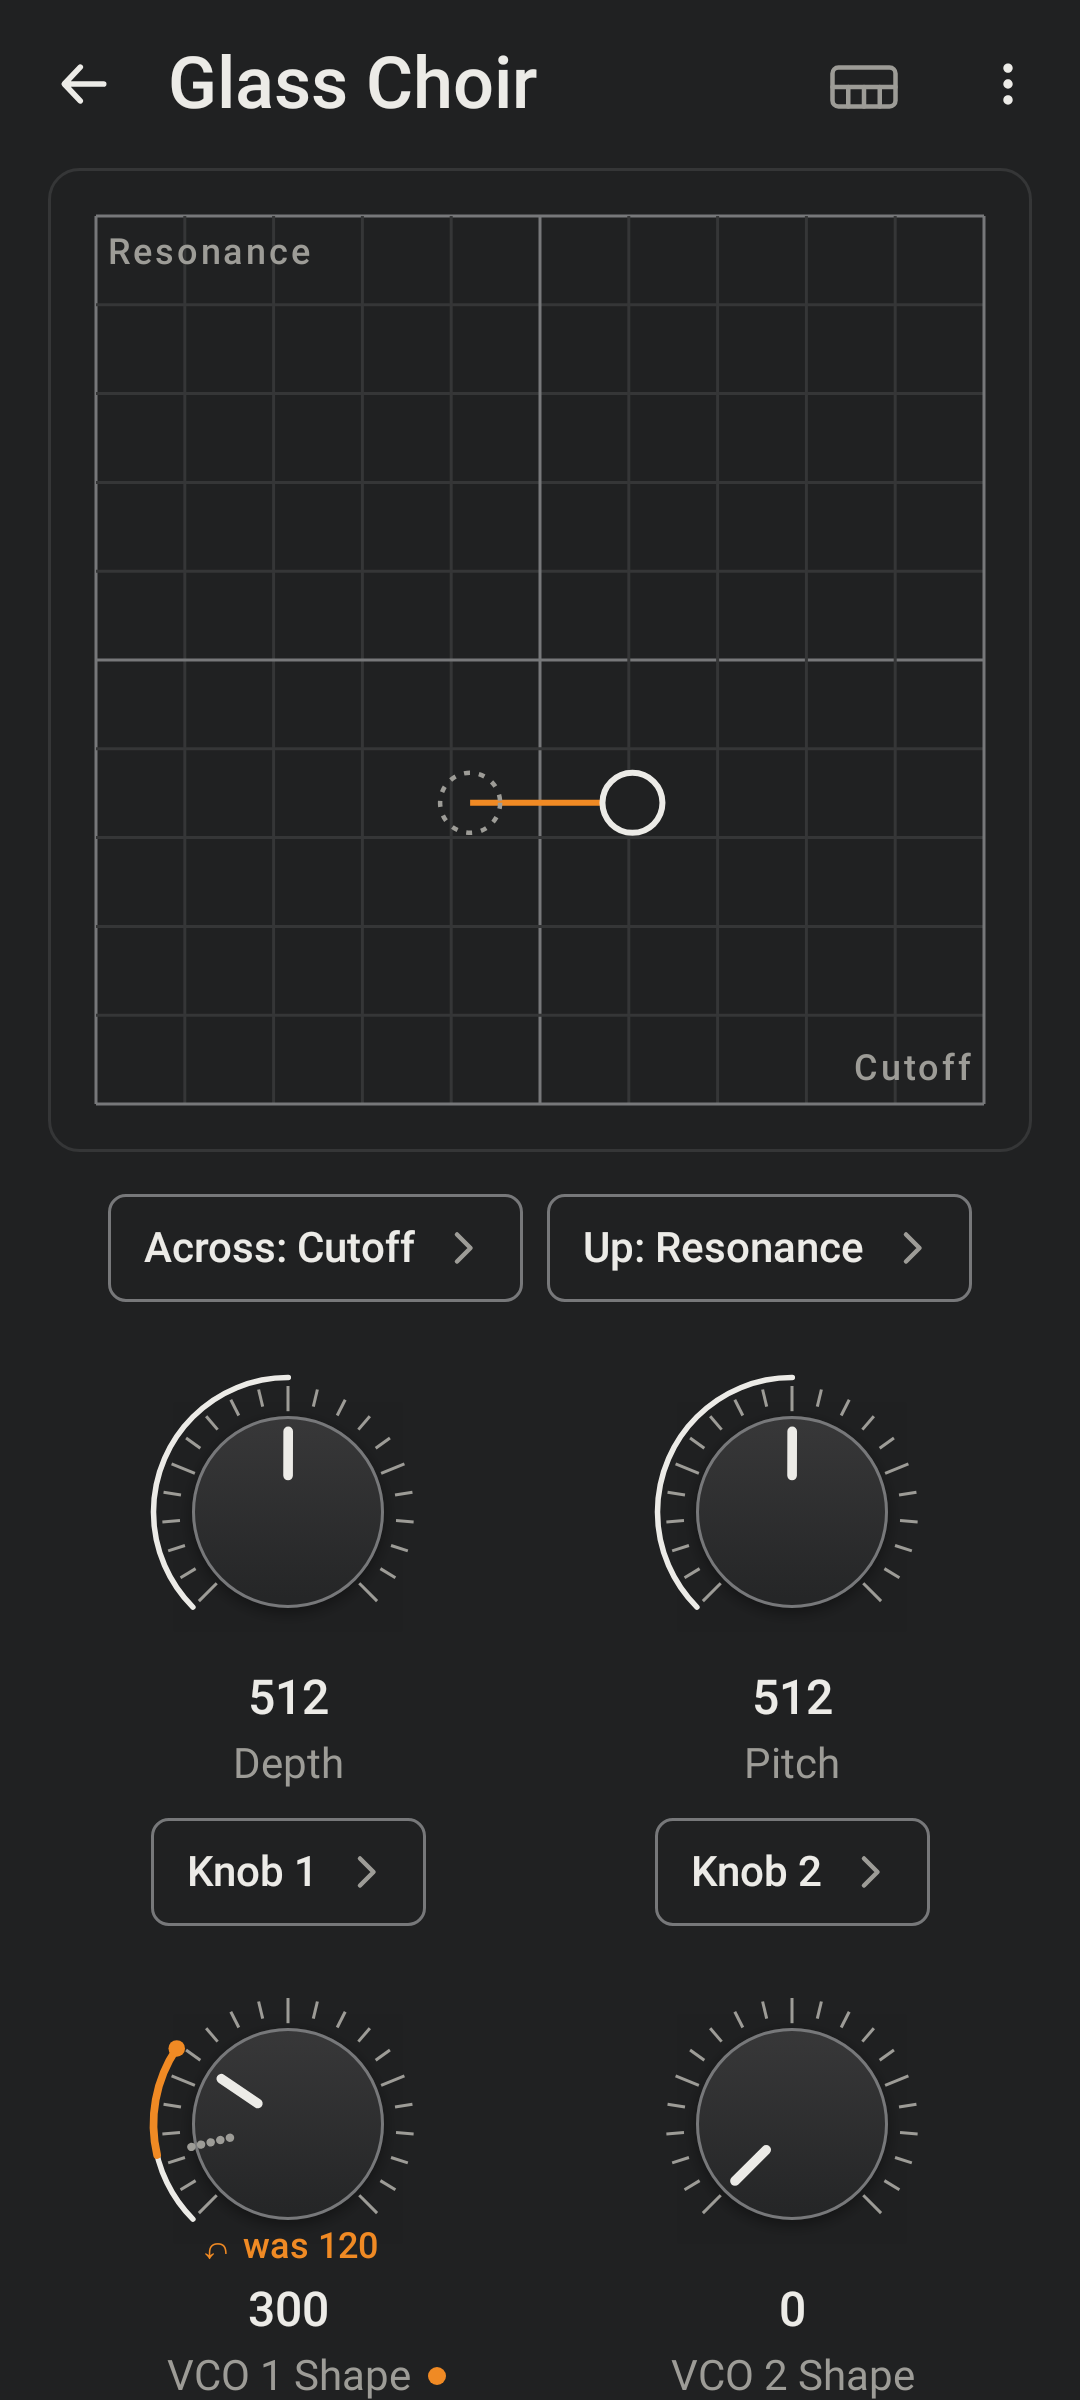 Glass Choir
Resonance
Cutoff
Across: Cutoff
Up: Resonance
512
512
Depth
Pitch
Knob 1
Knob 2
was 120
300
0
VCO 1 Shape
VCO 2 Shape